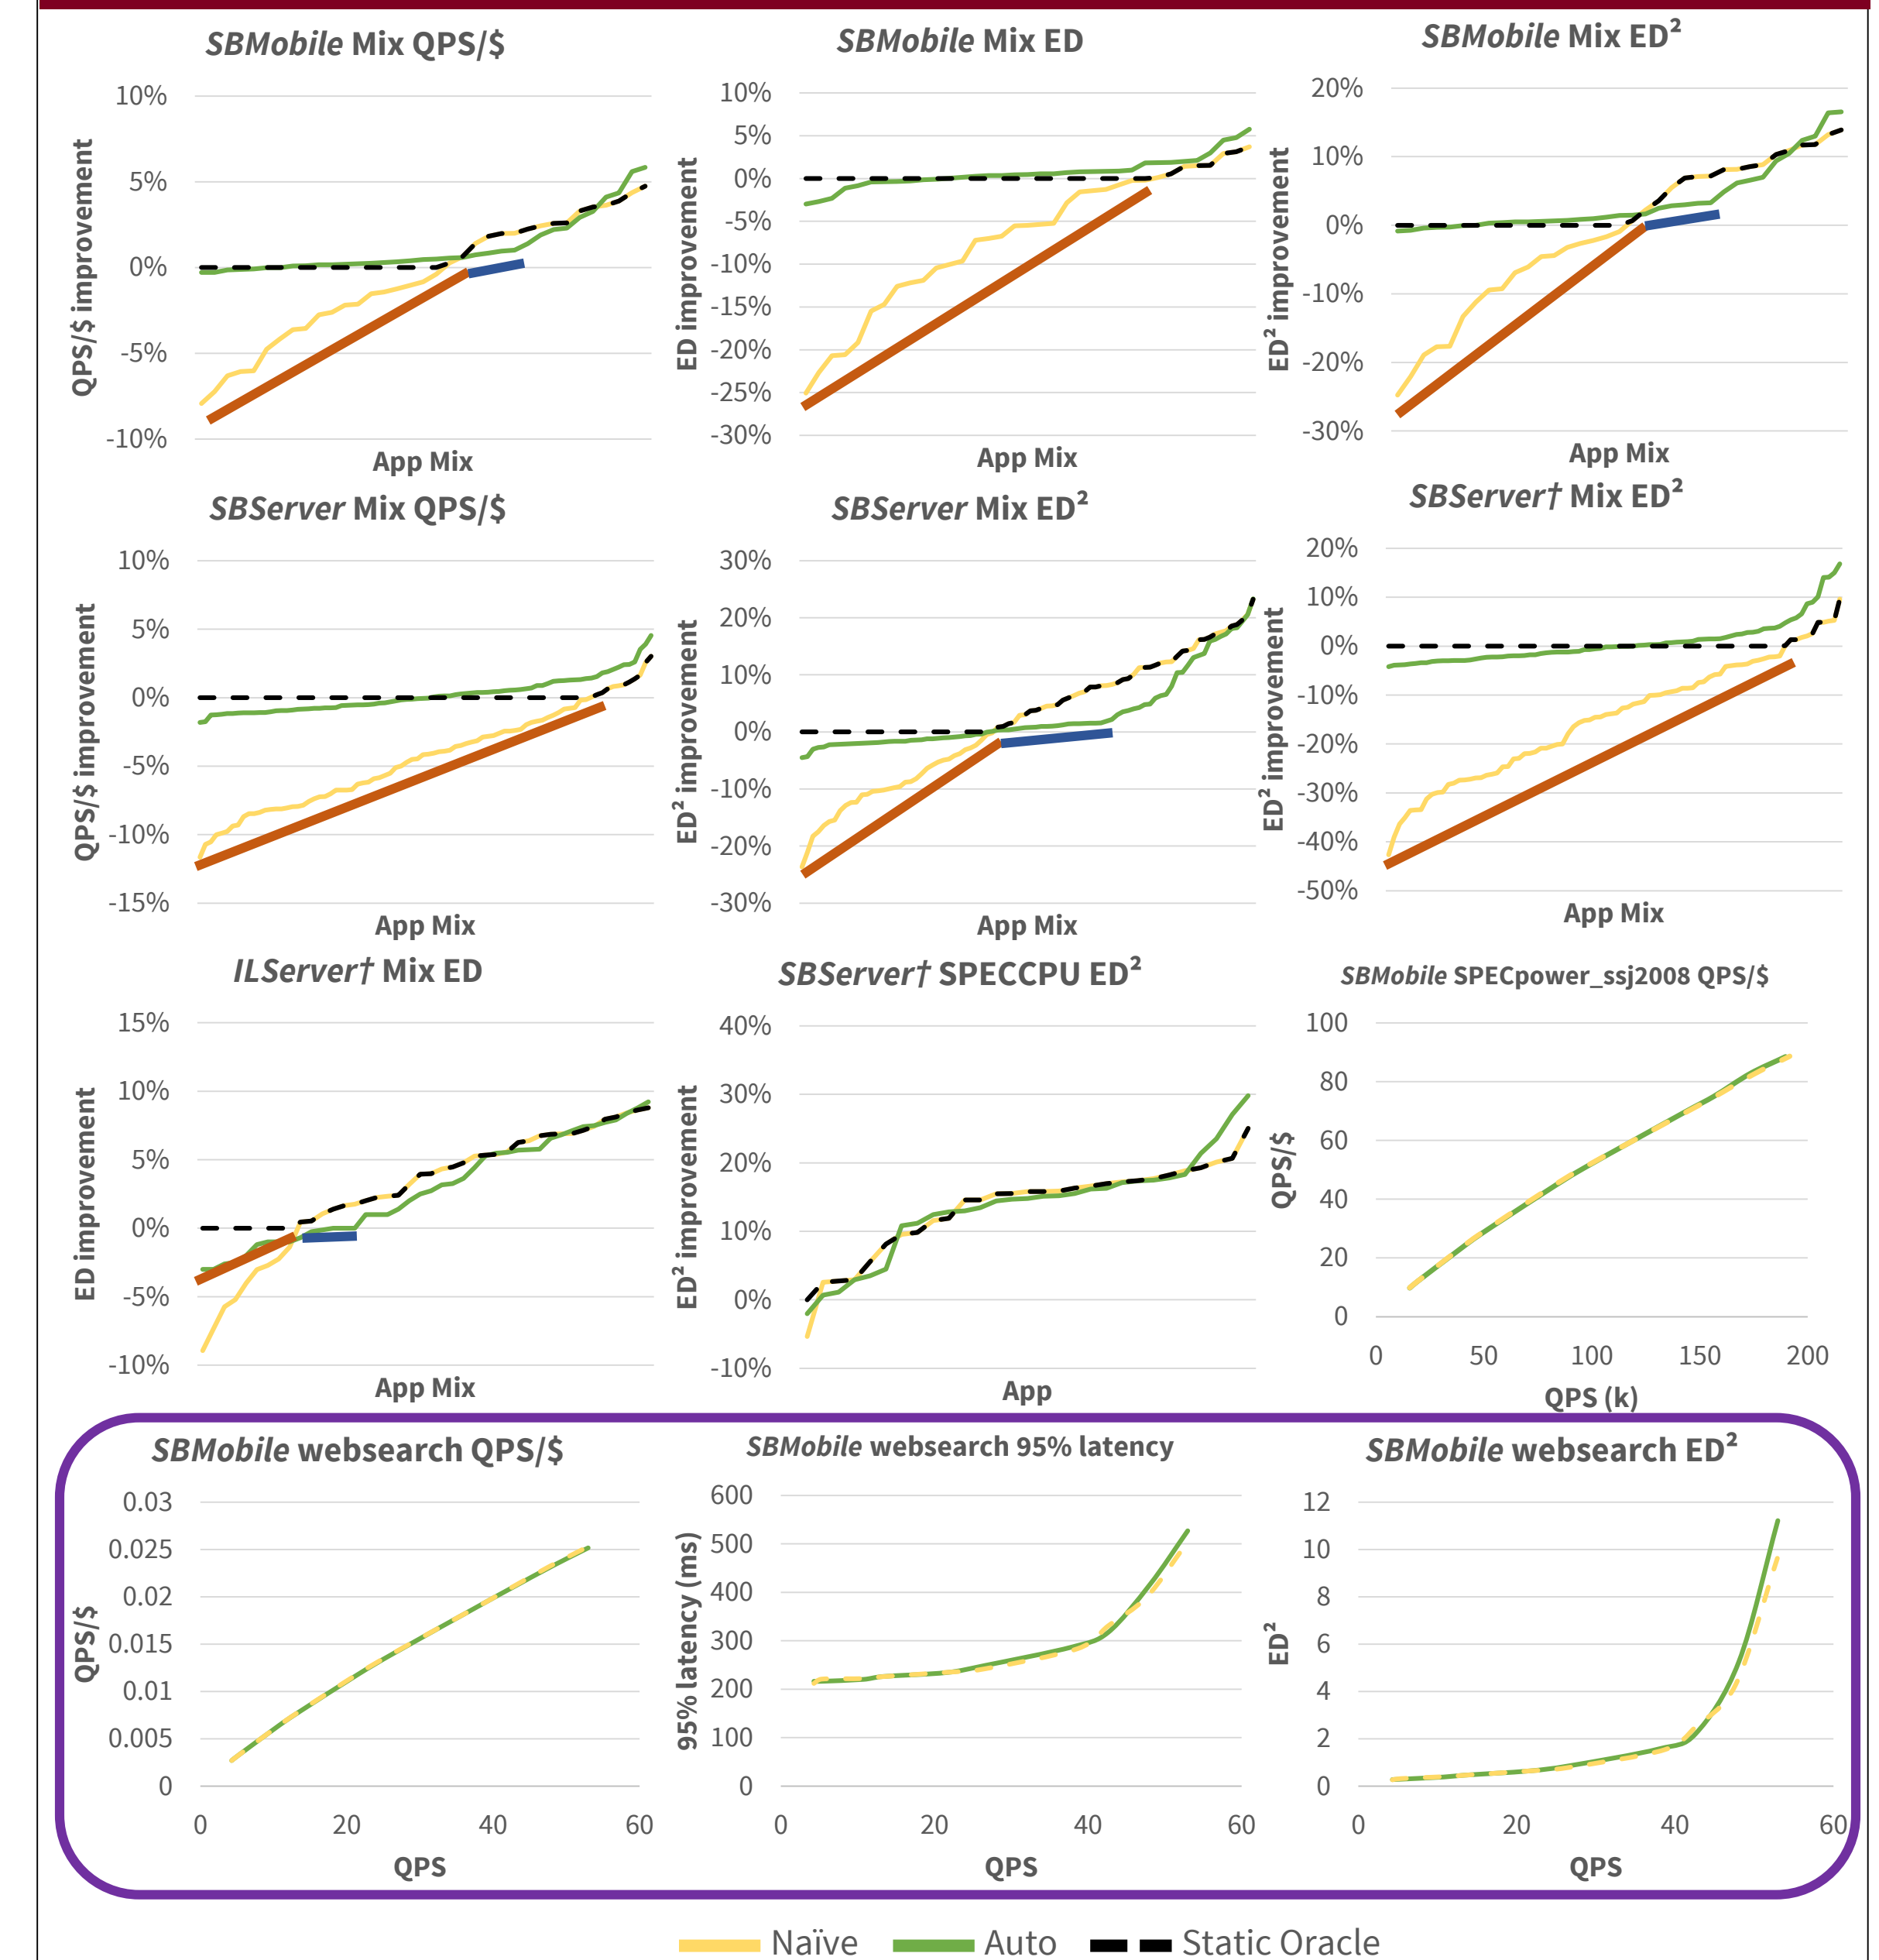 SBMobile Mix QPS/$
QPS/$ improvement
10%
5%
0%
-5%
-10%
App Mix
SBMobile Mix ED
ED improvement
10%
5%
0%
-5%
-10%
-15%
-20%
-25%
-30%
App Mix
SBMobile Mix ED²
ED² improvement
20%
10%
0%
-10%
-20%
-30%
App Mix
SBServer Mix QPS/$
QPS/$ improvement
10%
5%
0%
-5%
-10%
-15%
App Mix
SBServer Mix ED²
ED² improvement
30%
20%
10%
0%
-10%
-20%
-30%
App Mix
SBServer† Mix ED²
ED² improvement
20%
10%
0%
-10%
-20%
-30%
-40%
-50%
App Mix
ILServer† Mix ED
ED improvement
15%
10%
5%
0%
-5%
-10%
App Mix
SBServer† SPECCPU ED²
ED² improvement
40%
30%
20%
10%
0%
-10%
App
SBMobile SPECpower_ssj2008 QPS/$
QPS/$
100
80
60
40
20
0
0 50 100 150 200
QPS (k)
SBMobile websearch QPS/$
QPS/$
0.03
0.025
0.02
0.015
0.01
0.005
0
0 20 40 60
QPS
SBMobile websearch 95% latency
95% latency (ms)
600
500
400
300
200
100
0
0 20 40 60
QPS
SBMobile websearch ED²
ED²
12
10
8
6
4
2
0
0 20 40 60
QPS
Naïve Auto Static Oracle